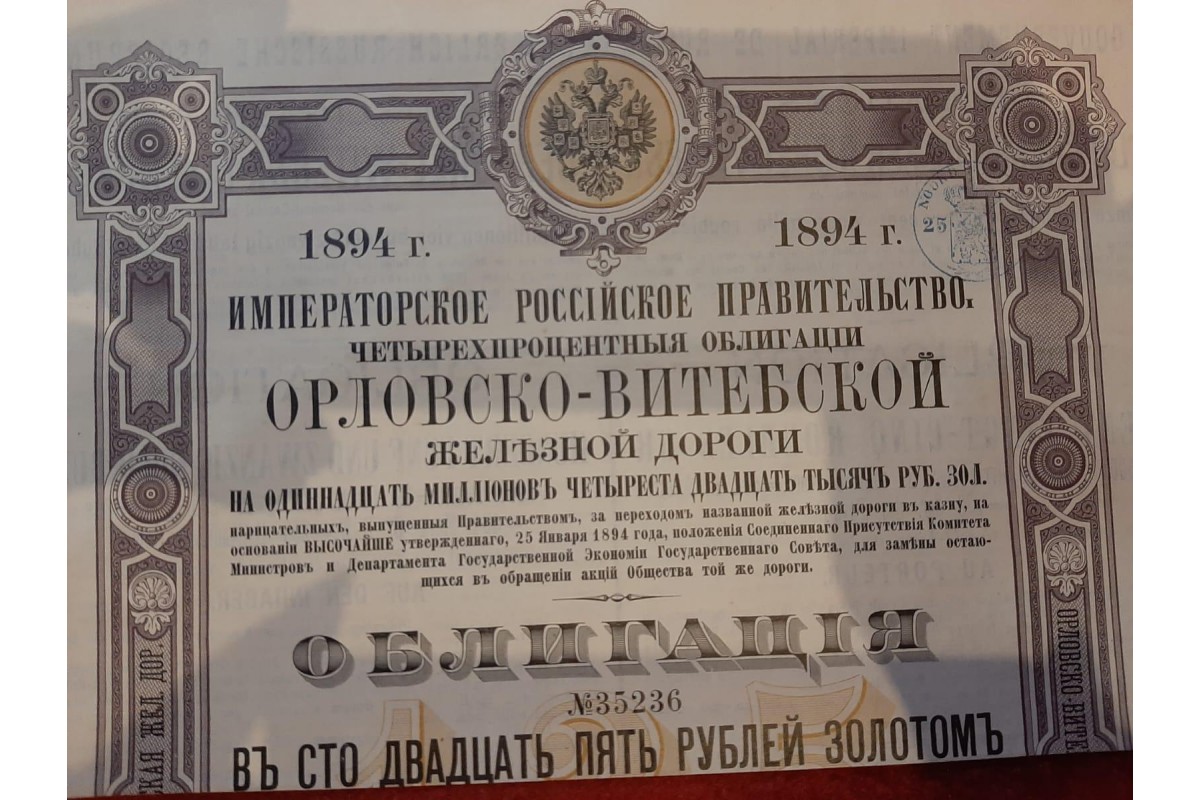 1894 г.
1894 г.
ИМПЕРАТОРСКОЕ РОССІЙСКОЕ ПРАВИТЕЛЬСТВО.
ЧЕТЫРЕХПРОЦЕНТНЫЯ ОБЛИГАЦІИ
ОРЛОВСКО-ВИТЕБСКОЙ
ЖЕЛѢЗНОЙ ДОРОГИ
НА ОДИННАДЦАТЬ МИЛЛІОНОВЪ ЧЕТЫРЕСТА ДВАДЦАТЬ ТЫСЯЧЪ РУБ. ЗОЛ.
нарицательныхъ, выпущенныя Правительствомъ, за переходомъ названной желѣзной дороги въ казну, на
основаніи ВЫСОЧАЙШЕ утвержденнаго, 25 Января 1894 года, положенія Соединеннаго Присутствія Комитета
Министровъ и Департамента Государственной Экономіи Государственнаго Совѣта, для замѣны остаю-
щихся въ обращеніи акцій Общества той же дороги.
ОБЛИГАЦІЯ
№35236
125
ВЪ СТО ДВАДЦАТЬ ПЯТЬ РУБЛЕЙ ЗОЛОТОМЪ
СКАЯ ЖЕЛ ДОР
ОРЛОВСКО-ВИТЕ
25